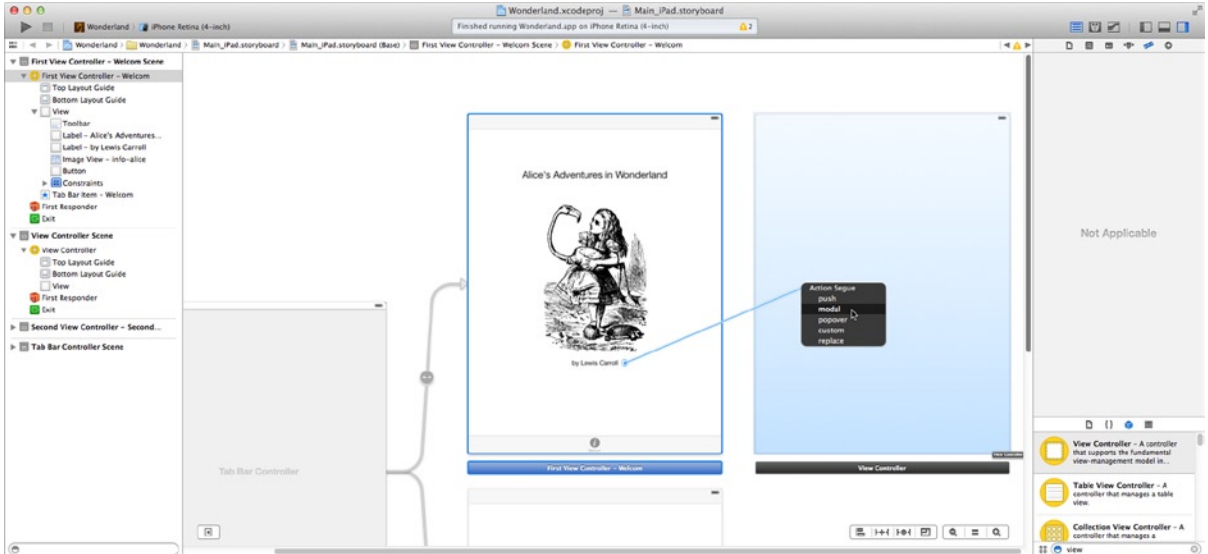 Wonderland.xcodeproj — Main_iPad.storyboard
Wonderland iPhone Retina (4-inch)
Finished running Wonderland.app on iPhone Retina (4-inch)
2
Wonderland Wonderland Main_iPad.storyboard Main_iPad.storyboard (Base) First View Controller - Welcom Scene First View Controller - Welcom
First View Controller - Welcom Scene
First View Controller - Welcom
Top Layout Guide
Bottom Layout Guide
View
Toolbar
Label - Alice's Adventures...
Label - by Lewis Carroll
Image View - info-alice
Button
Constraints
Tab Bar Item - Welcom
First Responder
Exit
View Controller Scene
View Controller
Top Layout Guide
Bottom Layout Guide
View
First Responder
Exit
Second View Controller - Second...
Tab Bar Controller Scene
Tab Bar Controller
Alice's Adventures in Wonderland
by Lewis Carroll
First View Controller - Welcom
Action Segue
push
modal
popover
custom
replace
View Controller
View Controller
Not Applicable
View Controller - A controller
that supports the fundamental
view-management model in...
Table View Controller - A
controller that manages a table
view.
Collection View Controller - A
controller that manages a
view